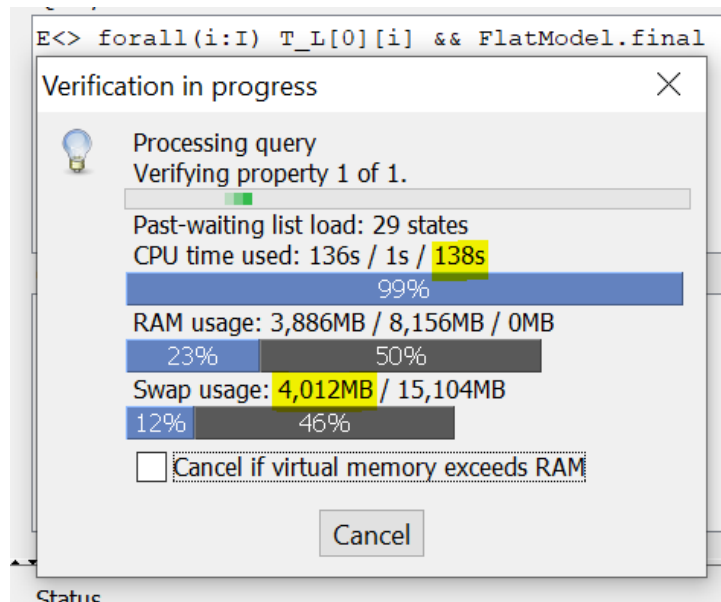 E<> forall(i:I) T_L[0][i] && FlatModel.final
Verification in progress
Processing query
Verifying property 1 of 1.
Past-waiting list load: 29 states
CPU time used: 136s / 1s / 138s
99%
RAM usage: 3,886MB / 8,156MB / 0MB
23% 50%
Swap usage: 4,012MB / 15,104MB
12% 46%
Cancel if virtual memory exceeds RAM
Cancel
Status